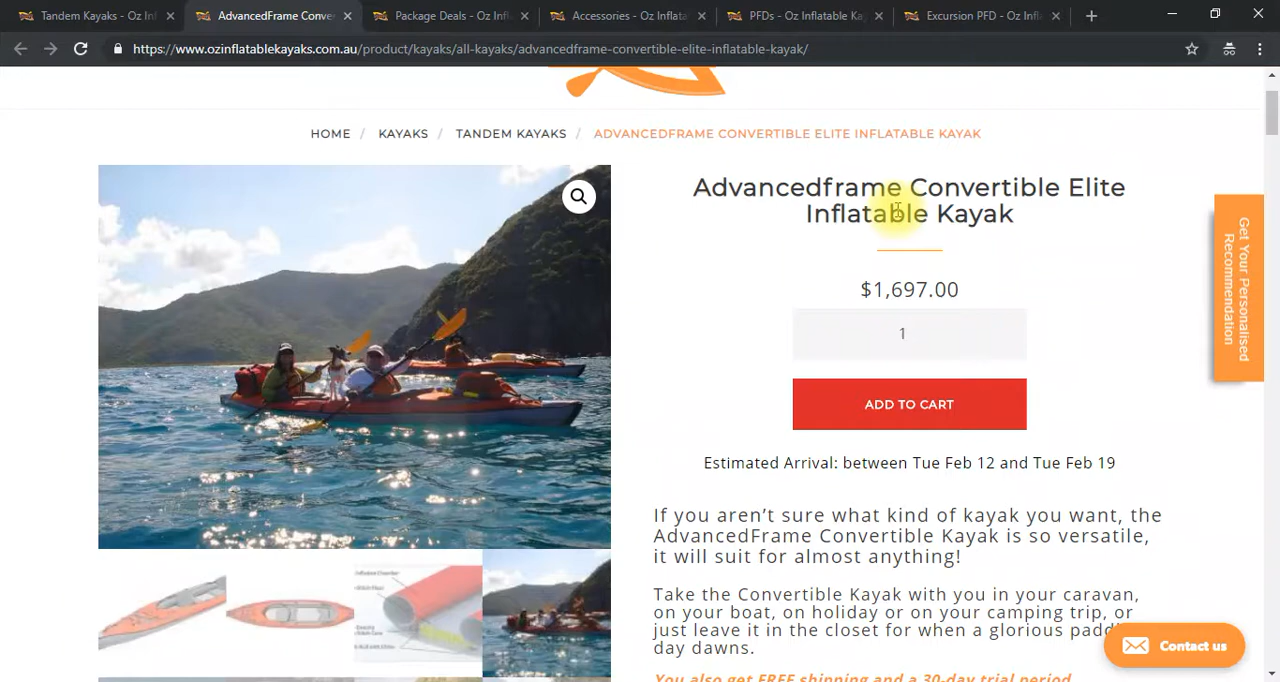 Tandem Kayaks - Oz Inf
AdvancedFrame Conve
Package Deals - Oz Infl
Accessories - Oz Inflata
PFDs - Oz Inflatable Ka
Excursion PFD - Oz Infl
https://www.ozinflatablekayaks.com.au/product/kayaks/all-kayaks/advancedframe-convertible-elite-inflatable-kayak/
HOME / KAYAKS / TANDEM KAYAKS / ADVANCEDFRAME CONVERTIBLE ELITE INFLATABLE KAYAK
Advancedframe Convertible Elite
Inflatable Kayak
$1,697.00
1
ADD TO CART
Estimated Arrival: between Tue Feb 12 and Tue Feb 19
If you aren't sure what kind of kayak you want, the
AdvancedFrame Convertible Kayak is so versatile,
it will suit for almost anything!
Take the Convertible Kayak with you in your caravan,
on your boat, on holiday or on your camping trip, or
just leave it in the closet for when a glorious padd
day dawns.
You also get FREE shipping and a 30-day trial period
Get Your Personalised
Recommendation
Contact us